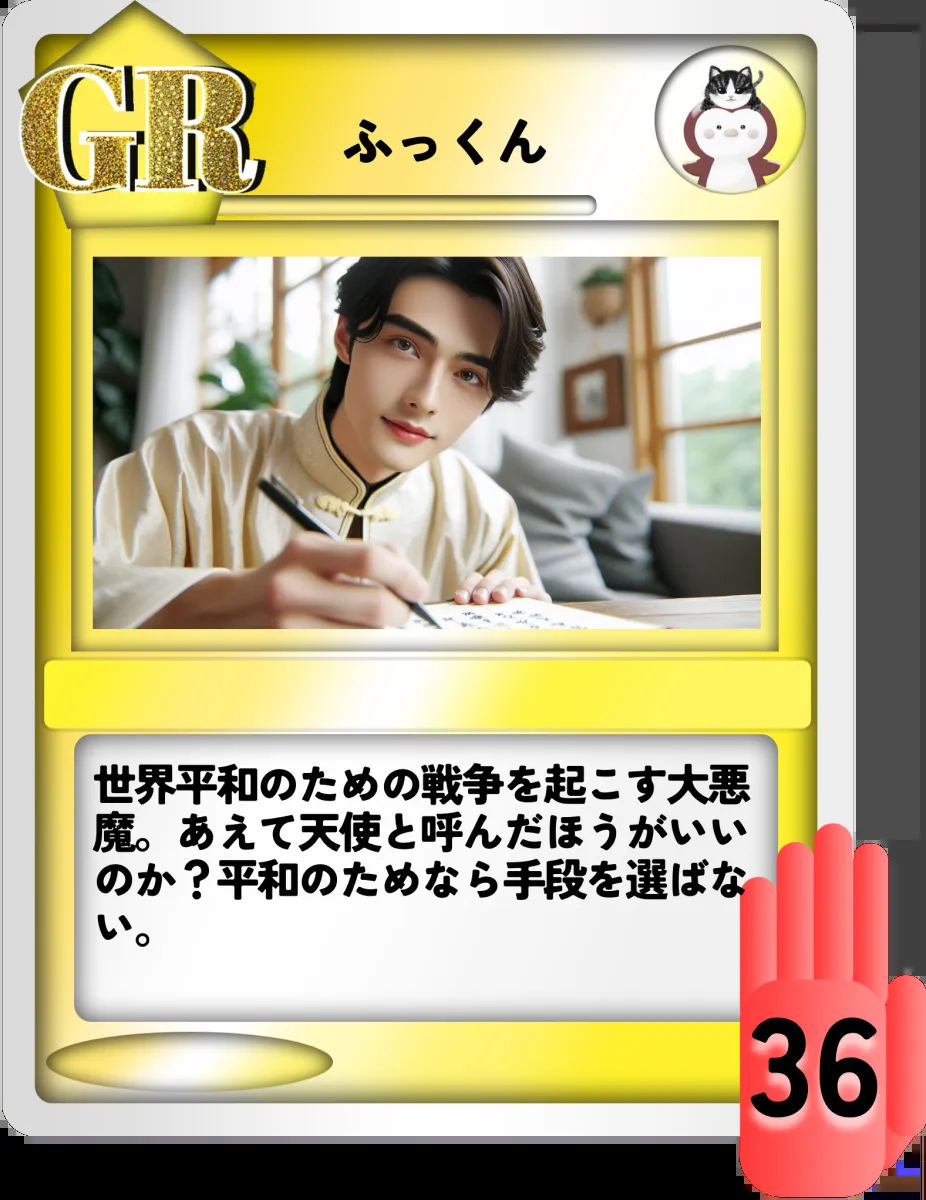 GR
ふっくん
世界平和のための戦争を起こす大悪
魔。あえて天使と呼んだほうがいい
のか？平和のためなら手段を選ばな
い。
36